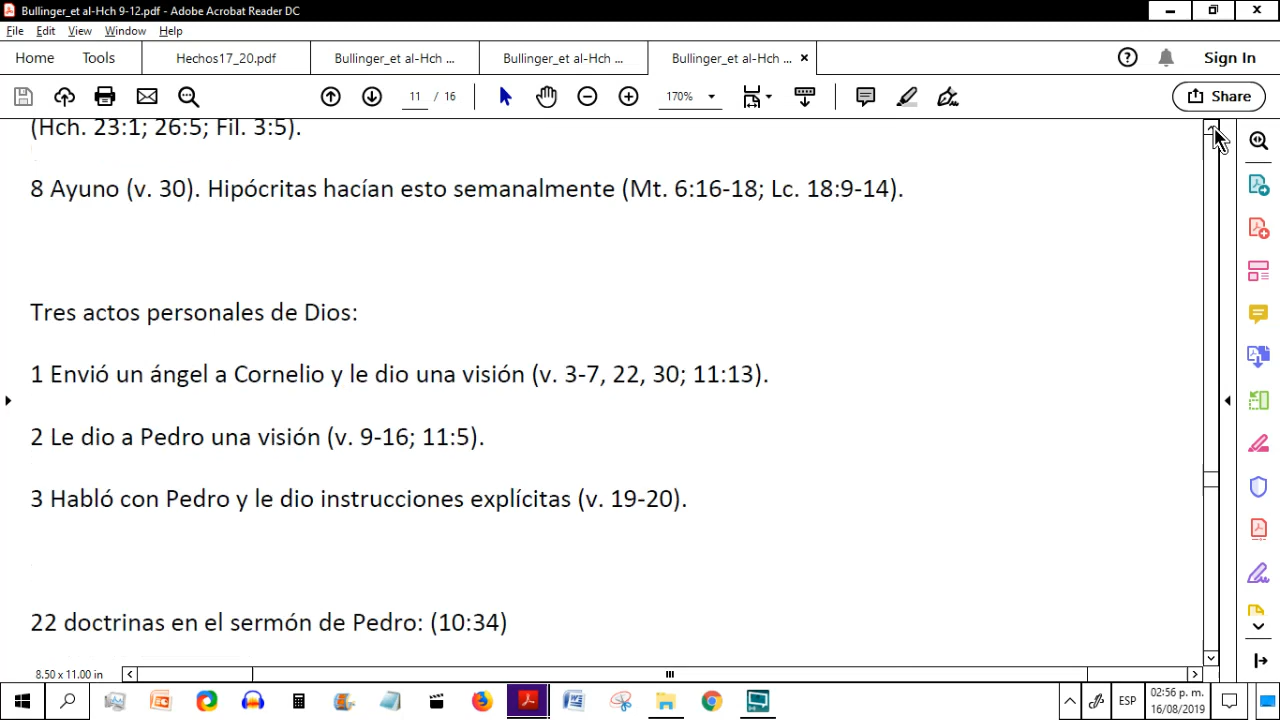 Bullinger_et al-Hch 9-12.pdf - Adobe Acrobat Reader DC
File Edit View Window Help
Home Tools Hechos17_20.pdf Bullinger_et al-Hch ... Bullinger_et al-Hch ... Bullinger_et al-Hch ... Sign In
11 / 16 170% Share
(Hch. 23:1; 26:5; Fil. 3:5).
8 Ayuno (v. 30). Hipócritas hacían esto semanalmente (Mt. 6:16-18; Lc. 18:9-14).
Tres actos personales de Dios:
1 Envió un ángel a Cornelio y le dio una visión (v. 3-7, 22, 30; 11:13).
2 Le dio a Pedro una visión (v. 9-16; 11:5).
3 Habló con Pedro y le dio instrucciones explícitas (v. 19-20).
22 doctrinas en el sermón de Pedro: (10:34)
8.50 x 11.00 in
ESP 02:56 p. m.
16/08/2019